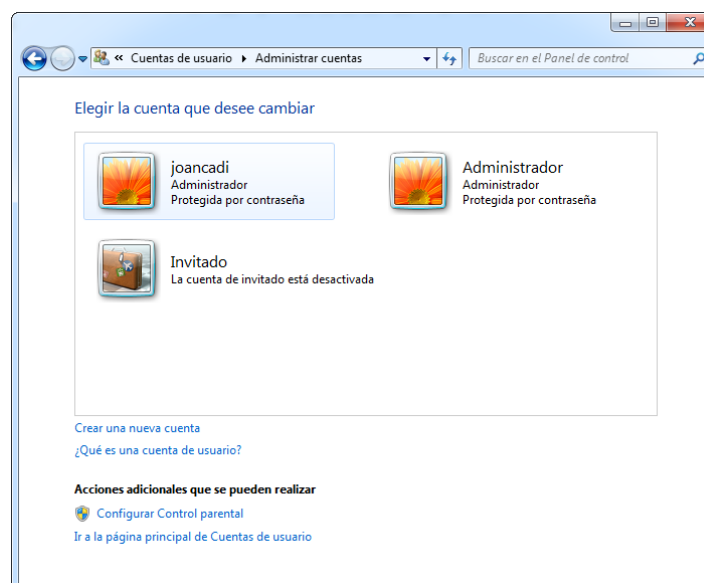 « Cuentas de usuario ▸ Administrar cuentas
Buscar en el Panel de control
Elegir la cuenta que desee cambiar
joancadi
Administrador
Protegida por contraseña
Administrador
Administrador
Protegida por contraseña
Invitado
La cuenta de invitado está desactivada
Crear una nueva cuenta
¿Qué es una cuenta de usuario?
Acciones adicionales que se pueden realizar
Configurar Control parental
Ir a la página principal de Cuentas de usuario